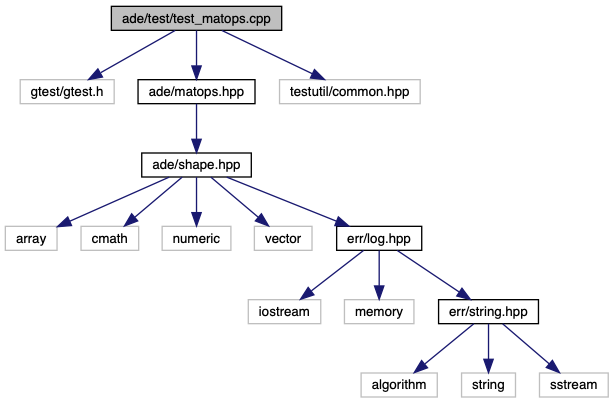 ade/test/test_matops.cpp
gtest/gtest.h
ade/matops.hpp
testutil/common.hpp
ade/shape.hpp
array
cmath
numeric
vector
err/log.hpp
iostream
memory
err/string.hpp
algorithm
string
sstream